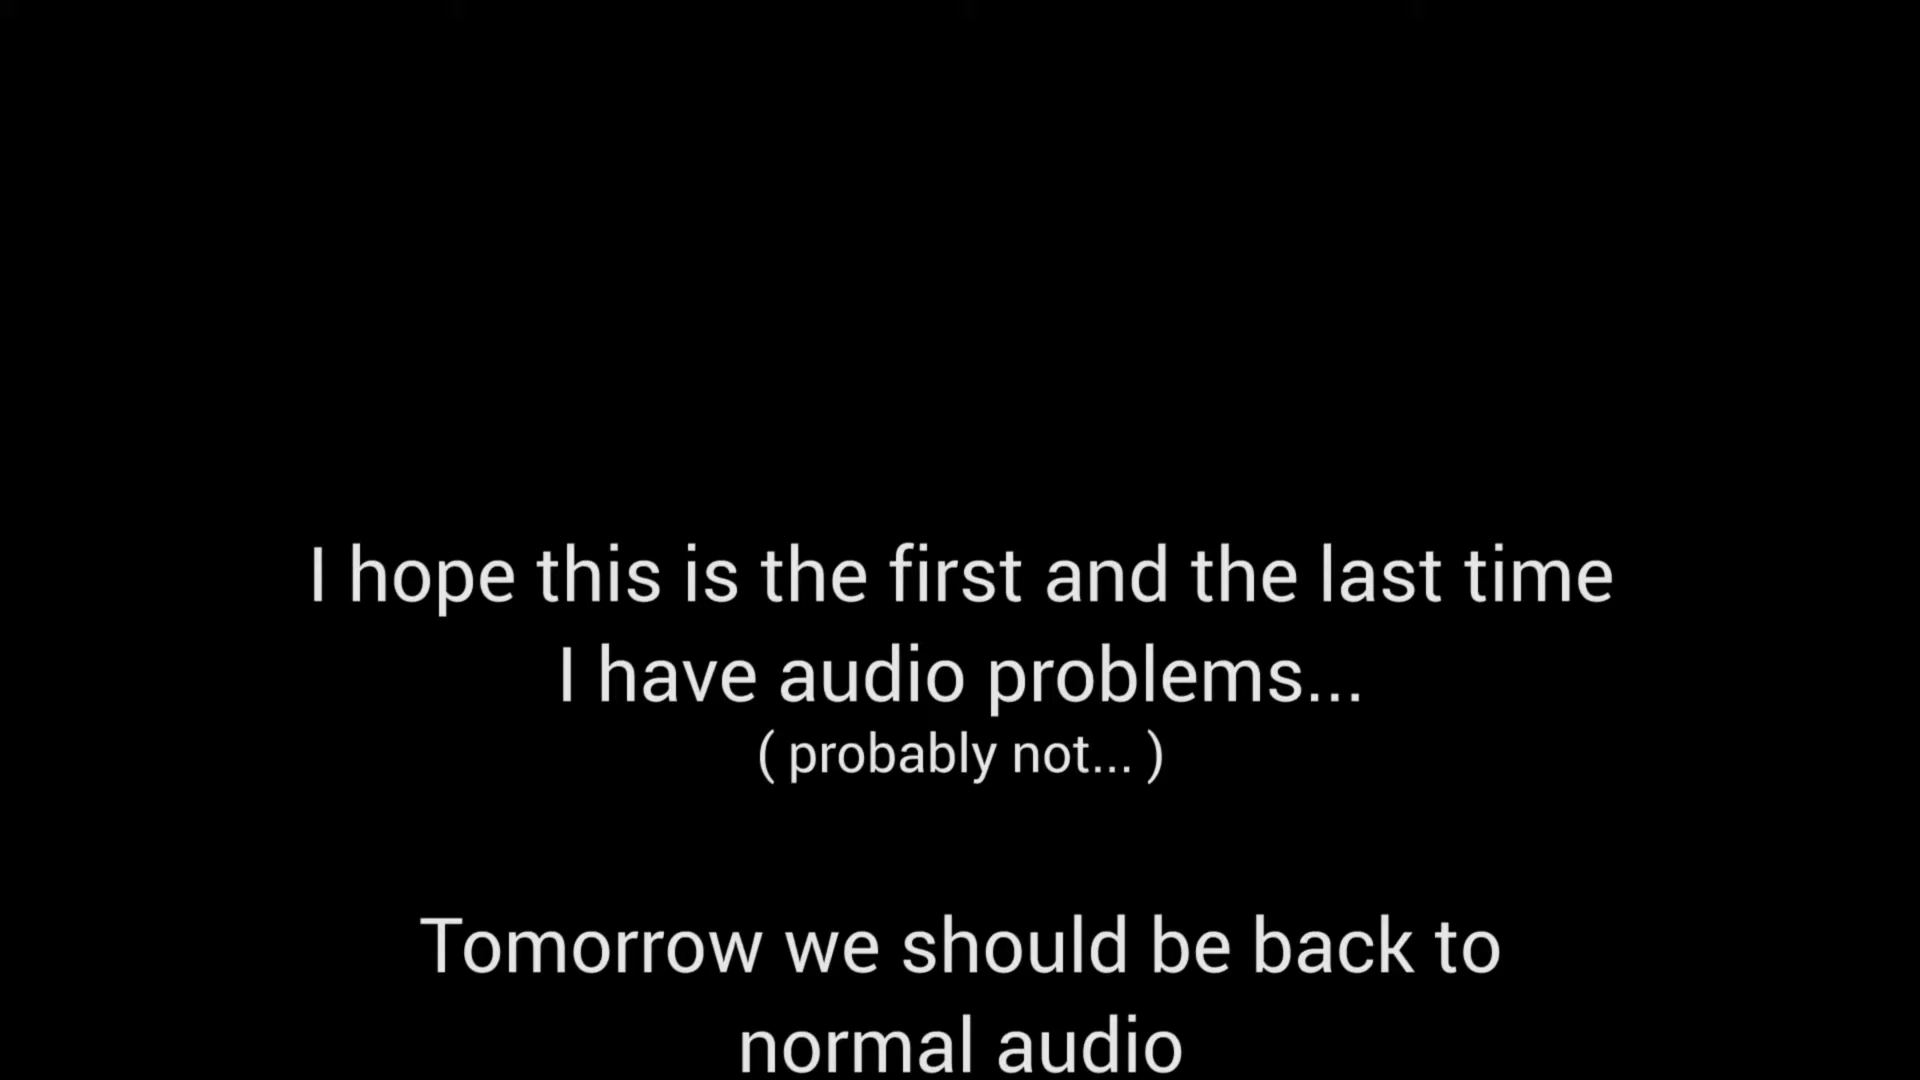 I hope this is the first and the last time
I have audio problems...
( probably not... )
Tomorrow we should be back to
normal audio